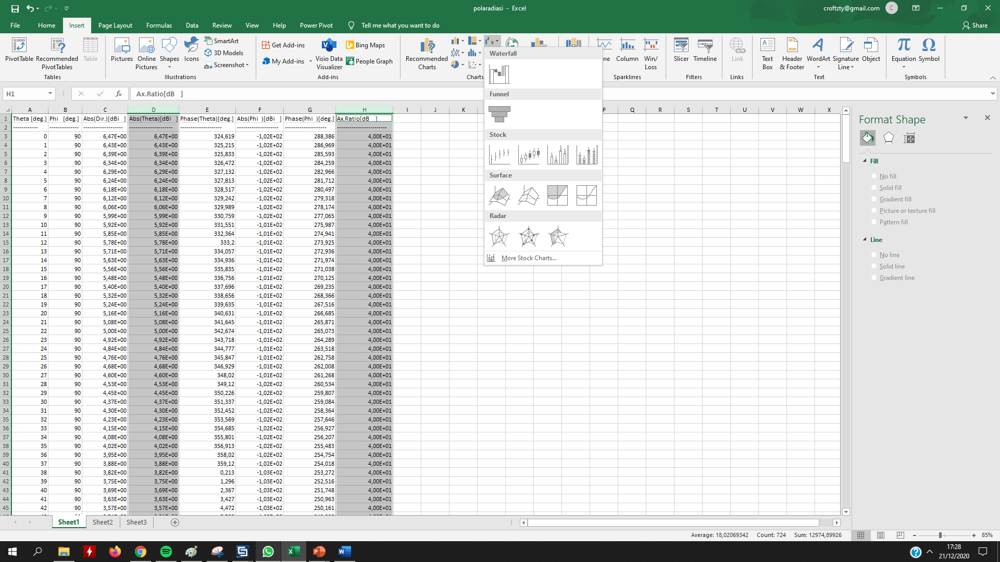 polaradiasi - Excel
croftzty@gmail.com
C
File Home Insert Page Layout Formulas Data Review View Help Power Pivot Tell me what you want to do Share
PivotTable Recommended PivotTables Table
Tables
Pictures Online Pictures Shapes Icons
SmartArt
3D Models
Screenshot
Illustrations
Get Add-ins
My Add-ins
Visio Data Visualizer
Bing Maps
People Graph
Add-ins
Recommended Charts
Charts
Column Win/ Loss
Sparklines
Slicer Timeline
Filters
Link
Links
Text Box Header & Footer WordArt Signature Line Object
Text
Equation Symbol
Symbols
Waterfall
Funnel
Stock
Surface
Radar
More Stock Charts...
H1 fx Ax.Ratio[dB ]
A B C D E F G H I J K P Q R S T U V W X
1 Theta [deg.] Phi [deg.] Abs(Dir.)[dBi ] Abs(Theta)[dBi ] Phase(Theta)[deg.] Abs(Phi )[dBi ] Phase(Phi )[deg.] Ax.Ratio[dB ]
2 ------------ -------------- ------------------- --------------------- ------------------- -------------------- --------------------
3 0 90 6,47E+00 6,47E+00 324,619 -1,02E+02 288,386 4,00E+01
4 1 90 6,43E+00 6,43E+00 325,215 -1,02E+02 286,969 4,00E+01
5 2 90 6,39E+00 6,39E+00 325,833 -1,02E+02 285,593 4,00E+01
6 3 90 6,34E+00 6,34E+00 326,472 -1,02E+02 284,259 4,00E+01
7 4 90 6,29E+00 6,29E+00 327,132 -1,02E+02 282,966 4,00E+01
8 5 90 6,24E+00 6,24E+00 327,813 -1,02E+02 281,712 4,00E+01
9 6 90 6,18E+00 6,18E+00 328,517 -1,02E+02 280,497 4,00E+01
10 7 90 6,12E+00 6,12E+00 329,242 -1,02E+02 279,318 4,00E+01
11 8 90 6,06E+00 6,06E+00 329,989 -1,02E+02 278,174 4,00E+01
12 9 90 5,99E+00 5,99E+00 330,759 -1,01E+02 277,065 4,00E+01
13 10 90 5,92E+00 5,92E+00 331,551 -1,01E+02 275,987 4,00E+01
14 11 90 5,85E+00 5,85E+00 332,364 -1,01E+02 274,941 4,00E+01
15 12 90 5,78E+00 5,78E+00 333,2 -1,01E+02 273,925 4,00E+01
16 13 90 5,71E+00 5,71E+00 334,057 -1,01E+02 272,936 4,00E+01
17 14 90 5,63E+00 5,63E+00 334,936 -1,01E+02 271,974 4,00E+01
18 15 90 5,56E+00 5,56E+00 335,835 -1,01E+02 271,038 4,00E+01
19 16 90 5,48E+00 5,48E+00 336,756 -1,01E+02 270,125 4,00E+01
20 17 90 5,40E+00 5,40E+00 337,696 -1,01E+02 269,235 4,00E+01
21 18 90 5,32E+00 5,32E+00 338,656 -1,01E+02 268,366 4,00E+01
22 19 90 5,24E+00 5,24E+00 339,635 -1,01E+02 267,516 4,00E+01
23 20 90 5,16E+00 5,16E+00 340,631 -1,01E+02 266,685 4,00E+01
24 21 90 5,08E+00 5,08E+00 341,645 -1,01E+02 265,871 4,00E+01
25 22 90 5,00E+00 5,00E+00 342,674 -1,01E+02 265,073 4,00E+01
26 23 90 4,92E+00 4,92E+00 343,718 -1,01E+02 264,289 4,00E+01
27 24 90 4,84E+00 4,84E+00 344,777 -1,01E+02 263,518 4,00E+01
28 25 90 4,76E+00 4,76E+00 345,847 -1,01E+02 262,758 4,00E+01
29 26 90 4,68E+00 4,68E+00 346,929 -1,01E+02 262,008 4,00E+01
30 27 90 4,60E+00 4,60E+00 348,02 -1,01E+02 261,268 4,00E+01
31 28 90 4,53E+00 4,53E+00 349,12 -1,02E+02 260,534 4,00E+01
32 29 90 4,45E+00 4,45E+00 350,226 -1,02E+02 259,807 4,00E+01
33 30 90 4,37E+00 4,37E+00 351,337 -1,02E+02 259,084 4,00E+01
34 31 90 4,30E+00 4,30E+00 352,452 -1,02E+02 258,364 4,00E+01
35 32 90 4,23E+00 4,23E+00 353,569 -1,02E+02 257,646 4,00E+01
36 33 90 4,15E+00 4,15E+00 354,685 -1,02E+02 256,927 4,00E+01
37 34 90 4,08E+00 4,08E+00 355,801 -1,02E+02 256,207 4,00E+01
38 35 90 4,02E+00 4,02E+00 356,913 -1,02E+02 255,483 4,00E+01
39 36 90 3,95E+00 3,95E+00 358,02 -1,02E+02 254,754 4,00E+01
40 37 90 3,88E+00 3,88E+00 359,12 -1,02E+02 254,018 4,00E+01
41 38 90 3,82E+00 3,82E+00 0,213 -1,03E+02 253,272 4,00E+01
42 39 90 3,75E+00 3,75E+00 1,296 -1,03E+02 252,516 4,00E+01
43 40 90 3,69E+00 3,69E+00 2,367 -1,03E+02 251,748 4,00E+01
44 41 90 3,63E+00 3,63E+00 3,427 -1,03E+02 250,963 4,00E+01
45 42 90 3,57E+00 3,57E+00 4,472 -1,03E+02 250,161 4,00E+01
Format Shape
Fill
No fill
Solid fill
Gradient fill
Picture or texture fill
Pattern fill
Line
No line
Solid line
Gradient line
Sheet1 Sheet2 Sheet3
Average: 18,02069342 Count: 724 Sum: 12974,89926 85%
17:28
21/12/2020